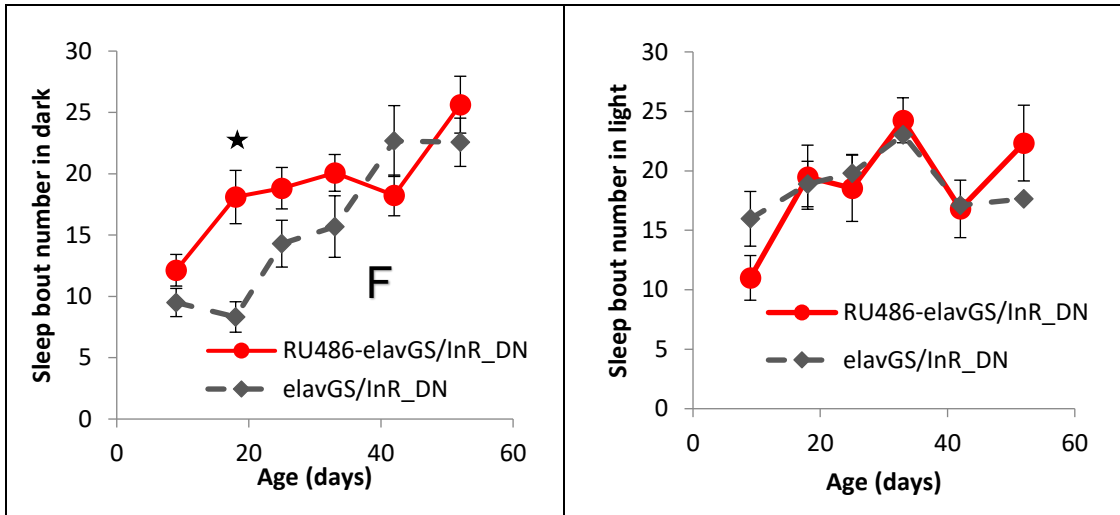 Sleep bout number in dark
30
25
20
15
10
5
0
★
F
RU486-elavGS/InR_DN
elavGS/InR_DN
0 20 40 60
Age (days)
Sleep bout number in light
30
25
20
15
10
5
0
RU486-elavGS/InR_DN
elavGS/InR_DN
0 20 40 60
Age (days)